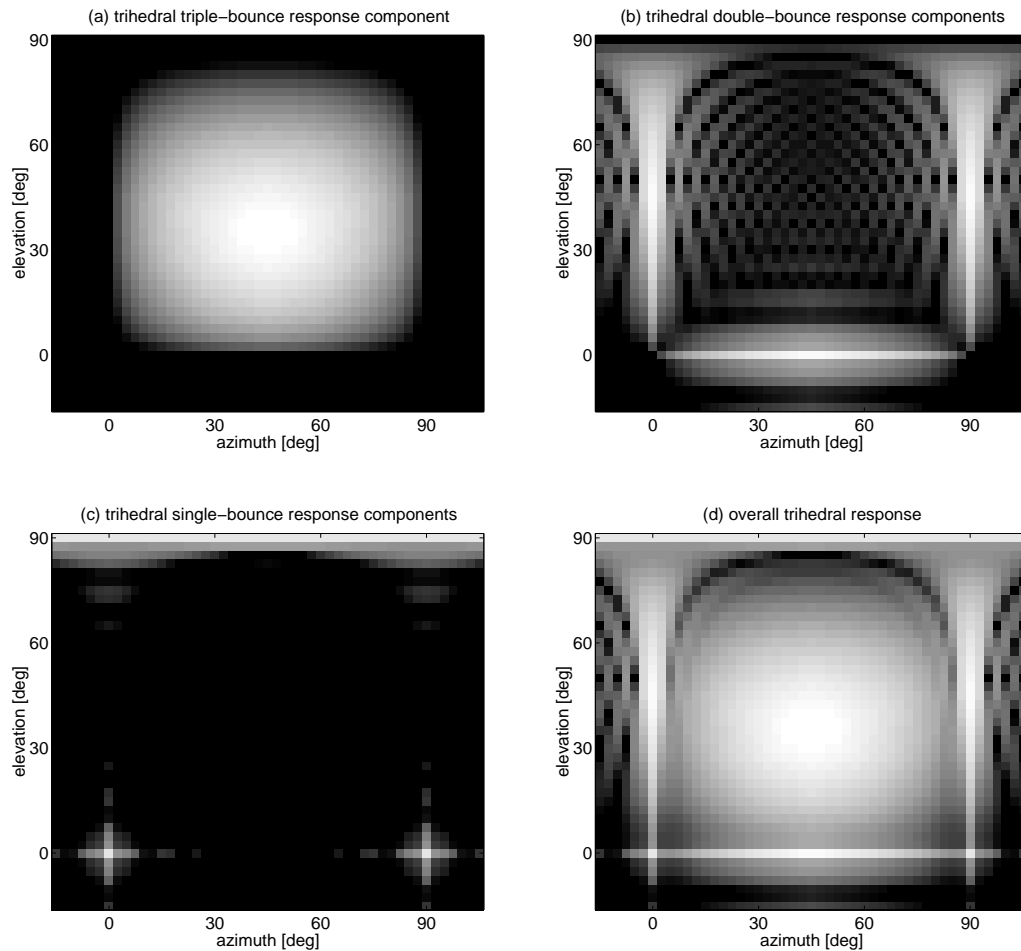 (a) trihedral triple−bounce response component
90
60
30
0
elevation [deg]
0 30 60 90
azimuth [deg]
(b) trihedral double−bounce response components
90
60
30
0
elevation [deg]
0 30 60 90
azimuth [deg]
(c) trihedral single−bounce response components
90
60
30
0
elevation [deg]
0 30 60 90
azimuth [deg]
(d) overall trihedral response
90
60
30
0
elevation [deg]
0 30 60 90
azimuth [deg]